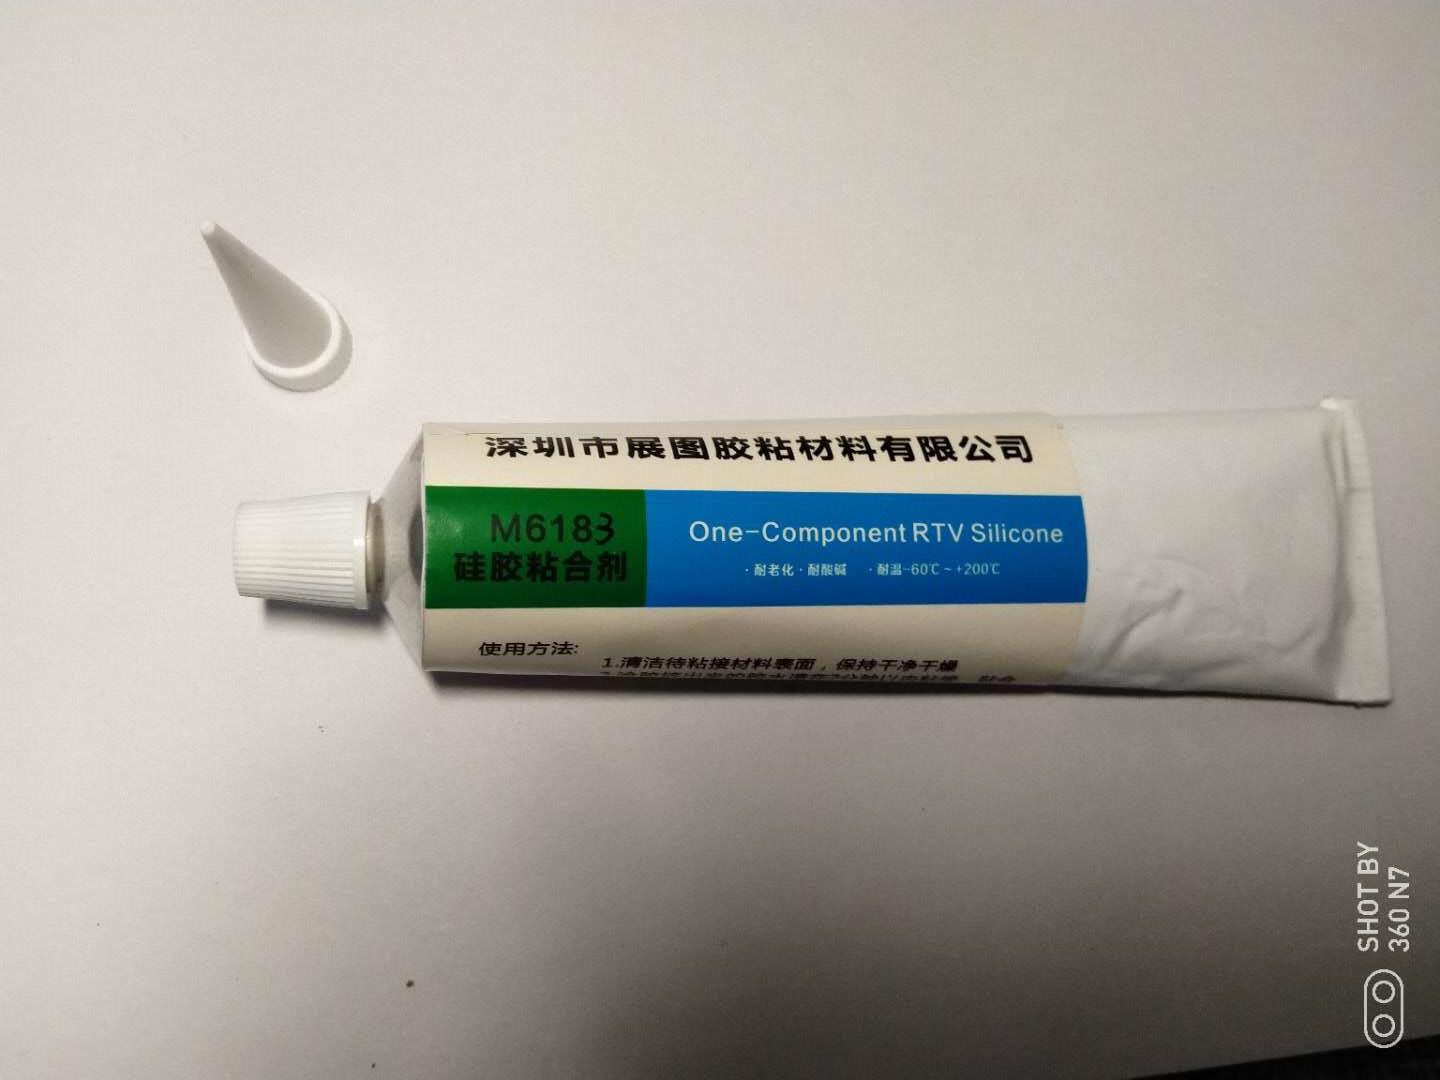 深圳市展图胶粘材料有限公司
M6183
硅胶粘合剂
One-Component RTV Silicone
·耐老化·耐酸碱 ·耐温-60℃~+200℃
使用方法:
1.清洁待粘接材料表面，保持干净干燥
SHOT BY
360 N7